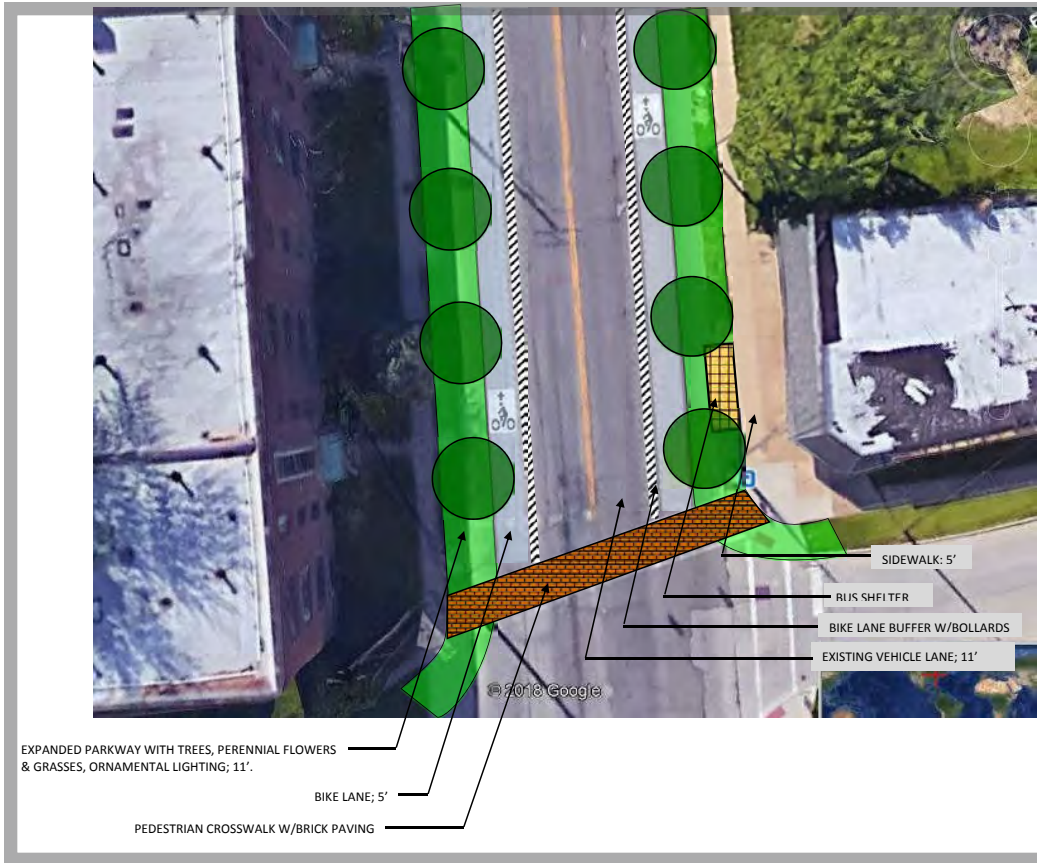 SIDEWALK: 5’
BUS SHELTER
BIKE LANE BUFFER W/BOLLARDS
EXISTING VEHICLE LANE; 11’
© 2018 Google
EXPANDED PARKWAY WITH TREES, PERENNIAL FLOWERS
& GRASSES, ORNAMENTAL LIGHTING; 11’.
BIKE LANE; 5’
PEDESTRIAN CROSSWALK W/BRICK PAVING